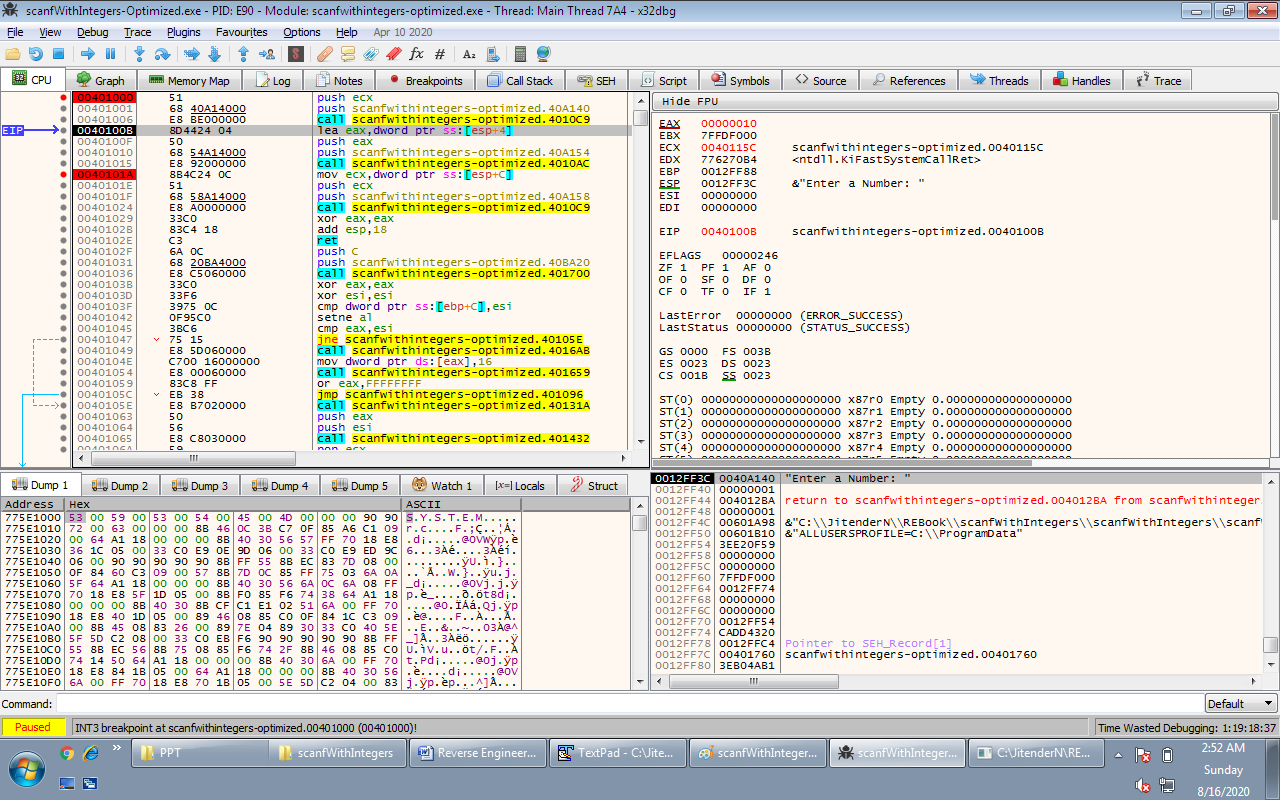 scanfWithIntegers-Optimized.exe - PID: E90 - Module: scanfwithintegers-optimized.exe - Thread: Main Thread 7A4 - x32dbg
File View Debug Trace Plugins Favourites Options Help Apr 10 2020
CPU Graph Memory Map Log Notes Breakpoints Call Stack SEH Script Symbols Source References Threads Handles Trace
00401000 51 push ecx
00401001 68 40A14000 push scanfwithintegers-optimized.40A140
00401006 E8 BE000000 call scanfwithintegers-optimized.4010C9
EIP 0040100B 8D4424 04 lea eax,dword ptr ss:[esp+4]
0040100F 50 push eax
00401010 68 54A14000 push scanfwithintegers-optimized.40A154
00401015 E8 92000000 call scanfwithintegers-optimized.4010AC
0040101A 8B4C24 0C mov ecx,dword ptr ss:[esp+C]
0040101E 51 push ecx
0040101F 68 58A14000 push scanfwithintegers-optimized.40A158
00401024 E8 A0000000 call scanfwithintegers-optimized.4010C9
00401029 33C0 xor eax,eax
0040102B 83C4 18 add esp,18
0040102E C3 ret
0040102F 6A 0C push C
00401031 68 20BA4000 push scanfwithintegers-optimized.40BA20
00401036 E8 C5060000 call scanfwithintegers-optimized.401700
0040103B 33C0 xor eax,eax
0040103D 33F6 xor esi,esi
0040103F 3975 0C cmp dword ptr ss:[ebp+C],esi
00401042 0F95C0 setne al
00401045 3BC6 cmp eax,esi
00401047 75 15 jne scanfwithintegers-optimized.40105E
00401049 E8 5D060000 call scanfwithintegers-optimized.4016AB
0040104E C700 16000000 mov dword ptr ds:[eax],16
00401054 E8 00060000 call scanfwithintegers-optimized.401659
00401059 83C8 FF or eax,FFFFFFFF
0040105C EB 38 jmp scanfwithintegers-optimized.401096
0040105E E8 B7020000 call scanfwithintegers-optimized.40131A
00401063 50 push eax
00401064 56 push esi
00401065 E8 C8030000 call scanfwithintegers-optimized.401432
Hide FPU
EAX 00000010
EBX 7FFDF000
ECX 0040115C scanfwithintegers-optimized.0040115C
EDX 776270B4 <ntdll.KiFastSystemCallRet>
EBP 0012FF88
ESP 0012FF3C &"Enter a Number: "
ESI 00000000
EDI 00000000
EIP 0040100B scanfwithintegers-optimized.0040100B
EFLAGS 00000246
ZF 1 PF 1 AF 0
OF 0 SF 0 DF 0
CF 0 TF 0 IF 1
LastError 00000000 (ERROR_SUCCESS)
LastStatus 00000000 (STATUS_SUCCESS)
GS 0000 FS 003B
ES 0023 DS 0023
CS 001B SS 0023
ST(0) 00000000000000000000 x87r0 Empty 0.000000000000000000
ST(1) 00000000000000000000 x87r1 Empty 0.000000000000000000
ST(2) 00000000000000000000 x87r2 Empty 0.000000000000000000
ST(3) 00000000000000000000 x87r3 Empty 0.000000000000000000
ST(4) 00000000000000000000 x87r4 Empty 0.000000000000000000
Dump 1 Dump 2 Dump 3 Dump 4 Dump 5 Watch 1 Locals Struct
Address Hex ASCII
775E1000 53 00 59 00 53 00 54 00 45 00 4D 00 00 00 90 90 S.Y.S.T.E.M.....
775E1010 72 00 63 00 00 00 8B 46 0C 3B C7 0F 85 A6 C1 09
775E1020 00 64 A1 18 00 00 00 8B 40 30 56 57 FF 70 18 E8
775E1030 36 1C 05 00 33 C0 E9 0E 9D 06 00 33 C0 E9 ED 9C
775E1040 06 00 90 90 90 90 90 8B FF 55 8B EC 83 7D 08 00
775E1050 0F 84 60 C3 09 00 57 8B 7D 0C 85 FF 75 03 6A 0A
775E1060 5F 64 A1 18 00 00 00 8B 40 30 56 6A 0C 6A 08 FF
775E1070 70 18 E8 5F 1D 05 00 8B F0 85 F6 74 38 64 A1 18
775E1080 00 00 00 8B 40 30 8B CF C1 E1 02 51 6A 00 FF 70
775E1090 18 E8 40 1D 05 00 89 46 08 85 C0 0F 84 1C C3 09
775E10A0 00 8B 45 08 83 26 00 89 7E 04 89 30 33 C0 40 5E
775E10B0 5F 5D C2 08 00 33 C0 EB F6 90 90 90 90 90 8B FF
775E10C0 55 8B EC 56 8B 75 08 85 F6 74 2F 8B 46 08 85 C0
775E10D0 74 14 50 64 A1 18 00 00 00 8B 40 30 6A 00 FF 70
775E10E0 18 E8 84 1B 05 00 64 A1 18 00 00 00 8B 40 30 56
775E10F0 6A 00 FF 70 18 E8 70 1B 05 00 5E 5D C2 04 00 83
0012FF3C 0040A140 "Enter a Number: "
0012FF40 00000001
0012FF44 004012BA return to scanfwithintegers-optimized.004012BA from scanfwithinteger
0012FF48 00000001
0012FF4C 00601A98 &"C:\\JitenderN\\REBook\\scanfWithIntegers\\scanfWithIntegers\\scanf
0012FF50 00601B10 &"ALLUSERSPROFILE=C:\\ProgramData"
0012FF54 3EE20F59
0012FF58 00000000
0012FF5C 00000000
0012FF60 7FFDF000
0012FF64 0012FF74
0012FF68 00000000
0012FF6C 00000000
0012FF70 0012FF54
0012FF74 CADD4320
0012FF78 0012FFC4 Pointer to SEH_Record[1]
0012FF7C 00401760 scanfwithintegers-optimized.00401760
0012FF80 3EB04AB1
Command: Default
Paused INT3 breakpoint at scanfwithintegers-optimized.00401000 (00401000)! Time Wasted Debugging: 1:19:18:37
PPT scanfWithIntegers Reverse Engineer... TextPad - C:\Jite... scanfWithInteger... scanfWithInteger... C:\JitenderN\RE...
2:52 AM
Sunday
8/16/2020